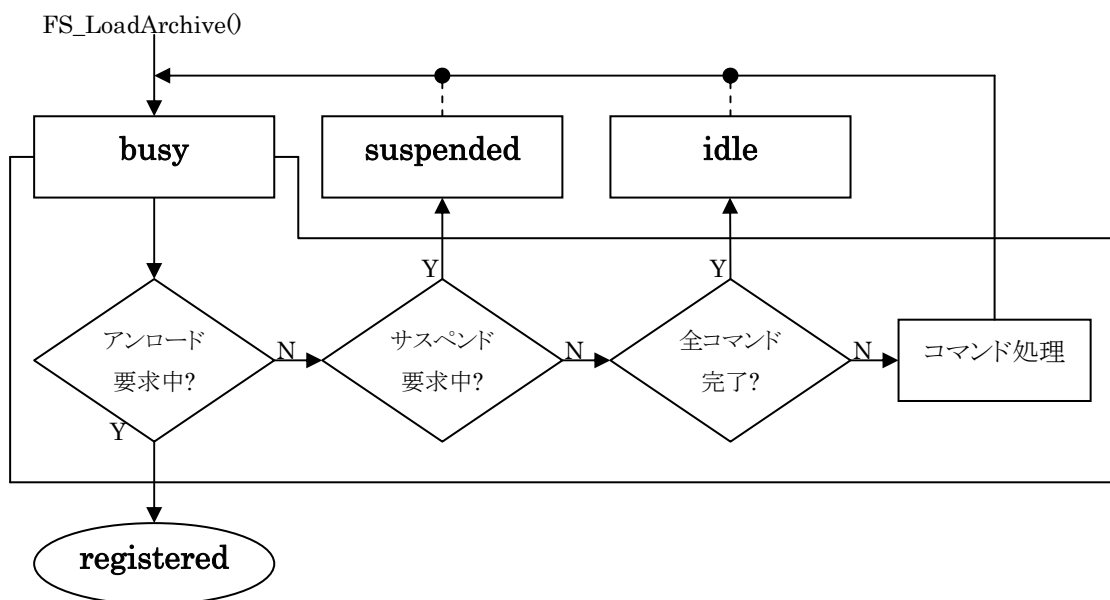 FS_LoadArchive()
busy
suspended
idle
Y
Y
アンロード
要求中?
N
サスペンド
要求中?
N
全コマンド
完了?
N
コマンド処理
Y
registered